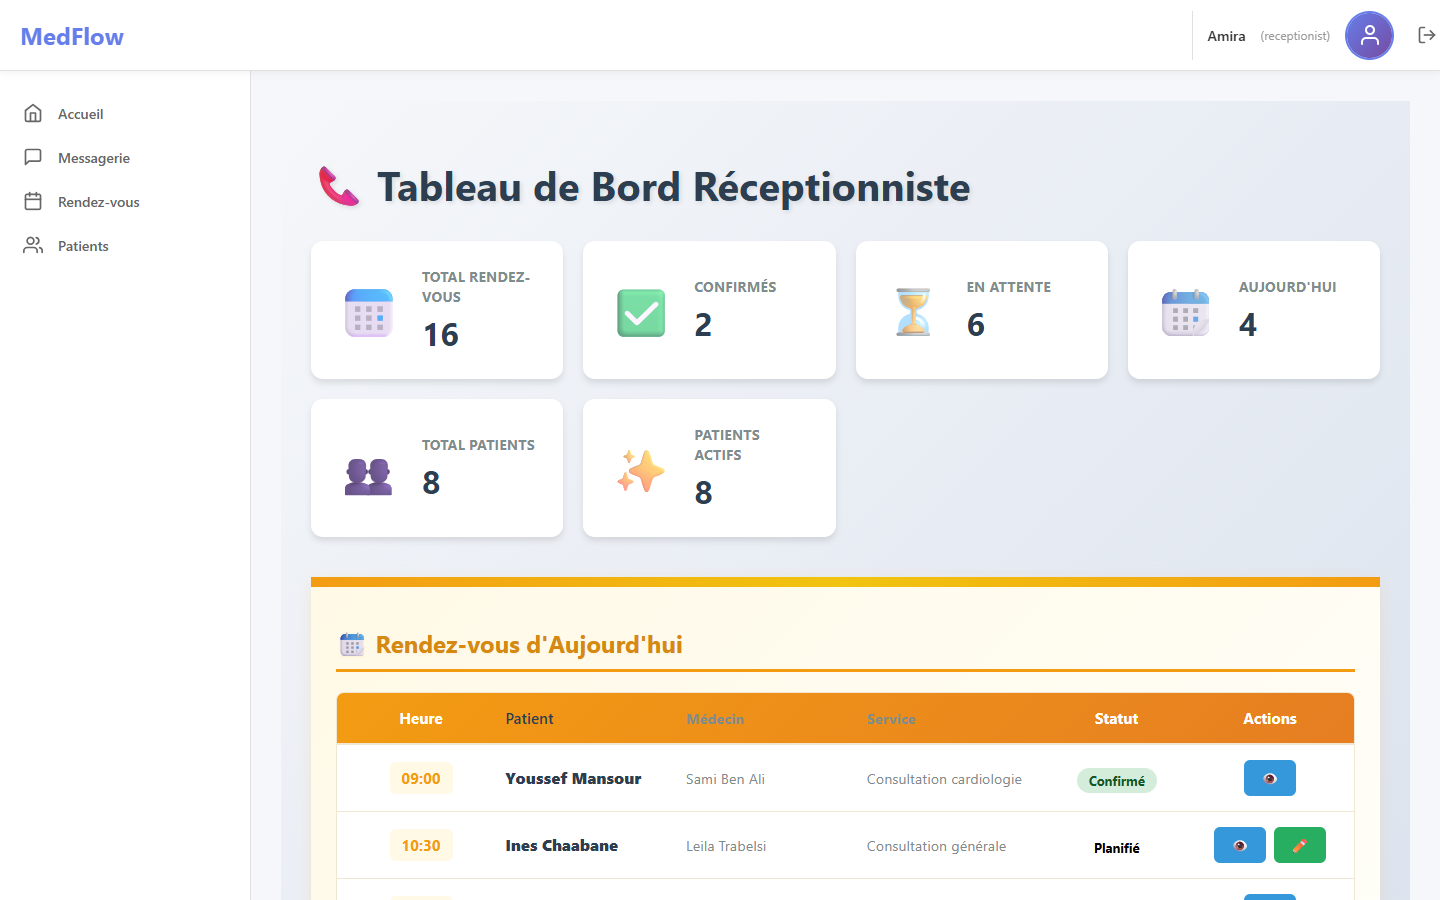 MedFlow
Amira (receptionist)
Accueil
Messagerie
Rendez-vous
Patients
Tableau de Bord Réceptionniste
TOTAL RENDEZ-
VOUS
16
CONFIRMÉS
2
EN ATTENTE
6
AUJOURD'HUI
4
TOTAL PATIENTS
8
PATIENTS
ACTIFS
8
Rendez-vous d'Aujourd'hui
Heure Patient Médecin Service Statut Actions
09:00 Youssef Mansour Sami Ben Ali Consultation cardiologie Confirmé
10:30 Ines Chaabane Leila Trabelsi Consultation générale Planifié